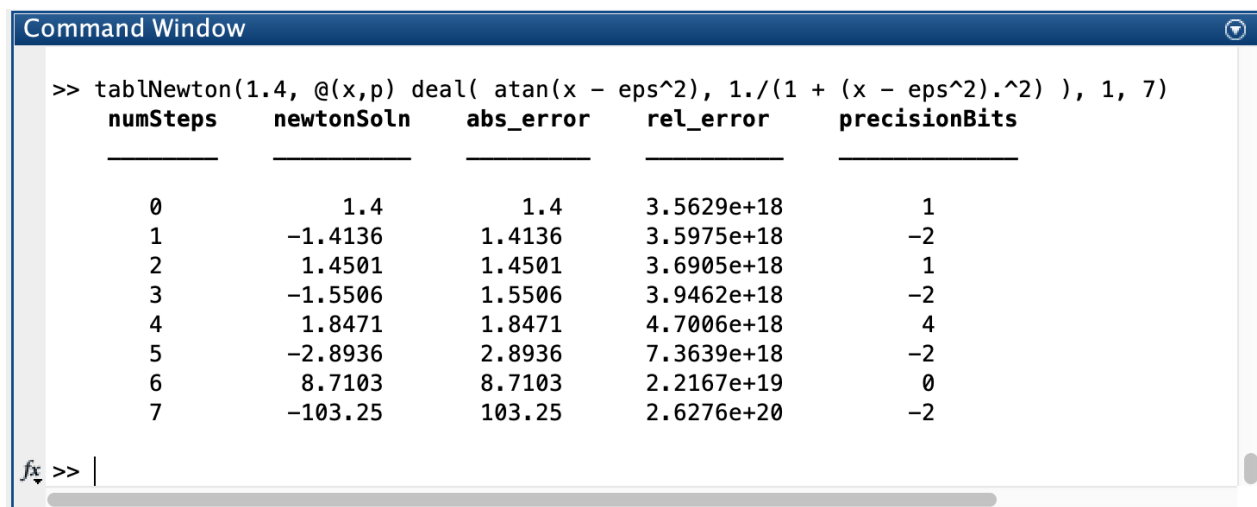 Command Window
>> tablNewton(1.4, @(x,p) deal( atan(x - eps^2), 1./(1 + (x - eps^2).^2) ), 1, 7)
numSteps newtonSoln abs_error rel_error precisionBits
0 1.4 1.4 3.5629e+18 1
1 -1.4136 1.4136 3.5975e+18 -2
2 1.4501 1.4501 3.6905e+18 1
3 -1.5506 1.5506 3.9462e+18 -2
4 1.8471 1.8471 4.7006e+18 4
5 -2.8936 2.8936 7.3639e+18 -2
6 8.7103 8.7103 2.2167e+19 0
7 -103.25 103.25 2.6276e+20 -2
fx >>